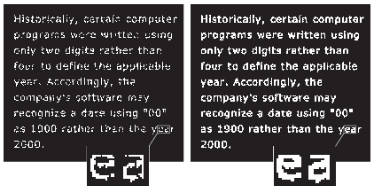 Historically, certain computer
programs were written using
only two digits rather than
four to define the applicable
year. Accordingly, the
company's software may
recognize a date using "00"
as 1900 rather than the year
2000.
ea
Historically, certain computer
programs were written using
only two digits rather than
four to define the applicable
year. Accordingly, the
company's software may
recognize a date using "00"
as 1900 rather than the year
2000.
ea